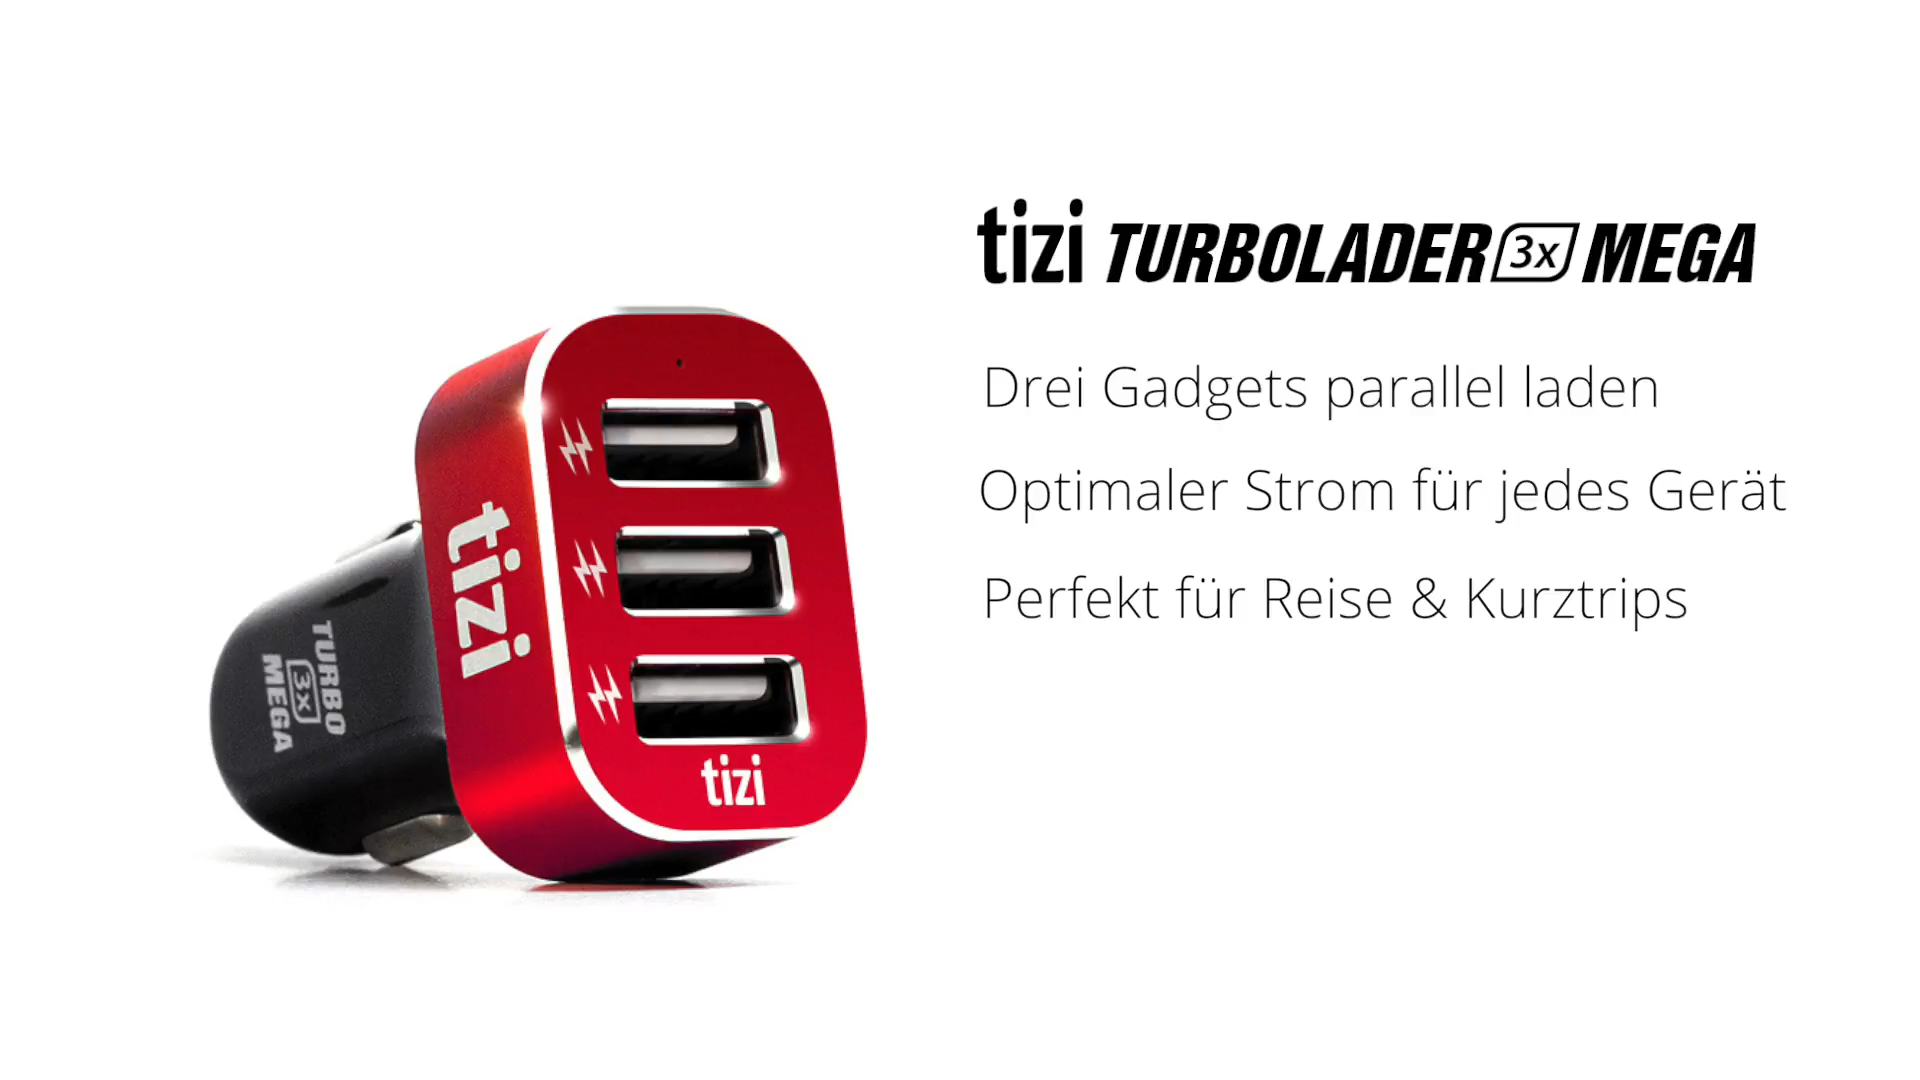 tizi TURBOLADER 3x MEGA
Drei Gadgets parallel laden
Optimaler Strom für jedes Gerät
Perfekt für Reise & Kurztrips
tizi
tizi
TURBO
3x
MEGA